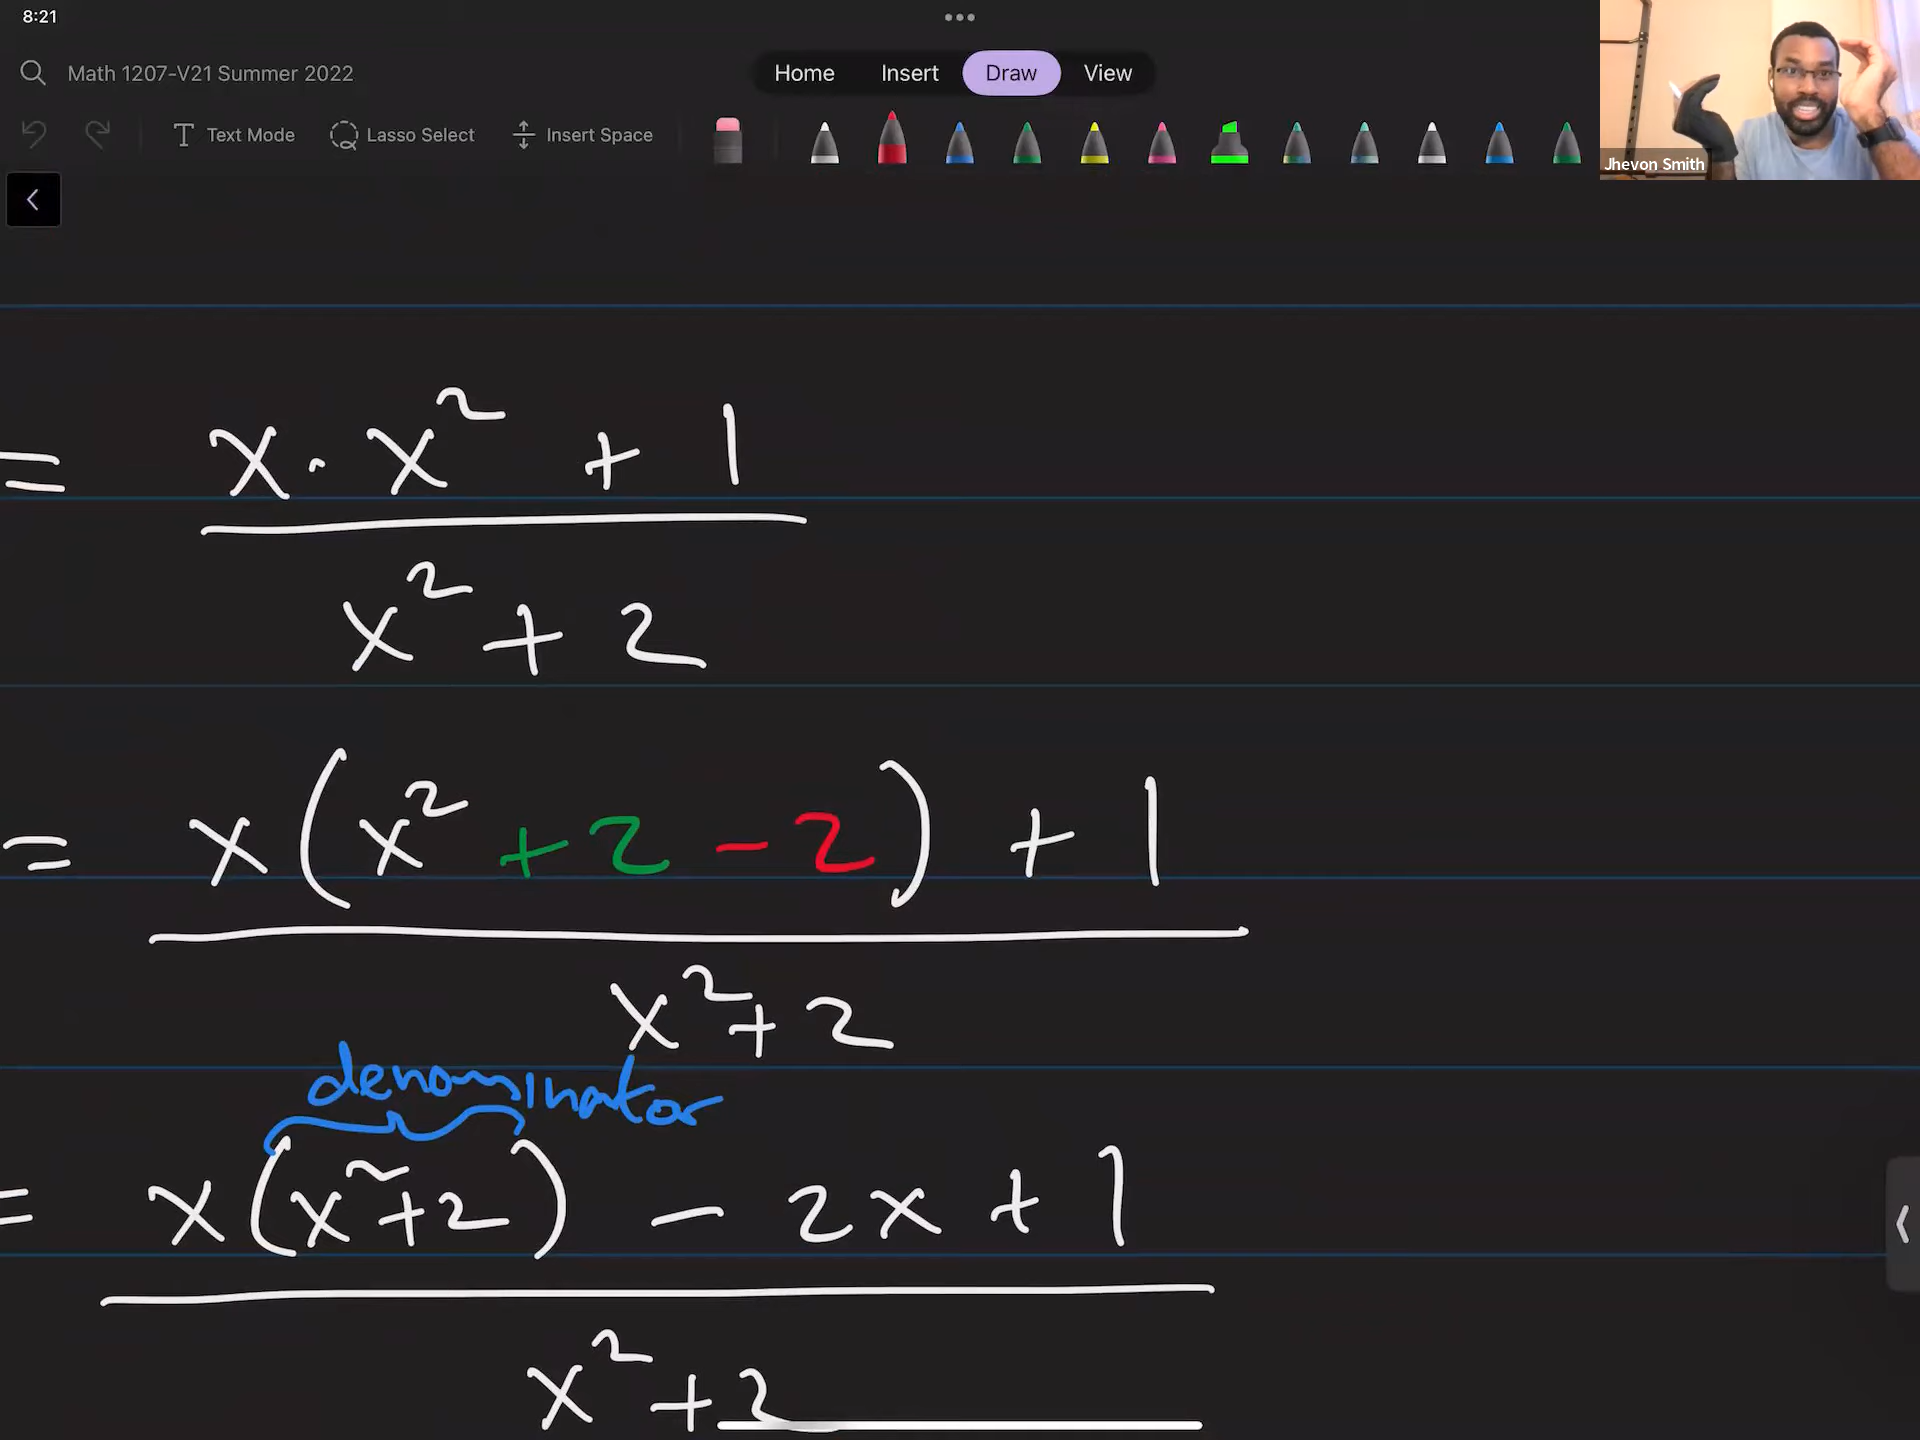 8:21
Math 1207-V21 Summer 2022
Home Insert Draw View
Text Mode Lasso Select Insert Space
Jhevon Smith
= x · x² + 1
x² + 2
= x(x² + 2 - 2) + 1
x² + 2
denominator
= x(x² + 2) - 2x + 1
x² + 2